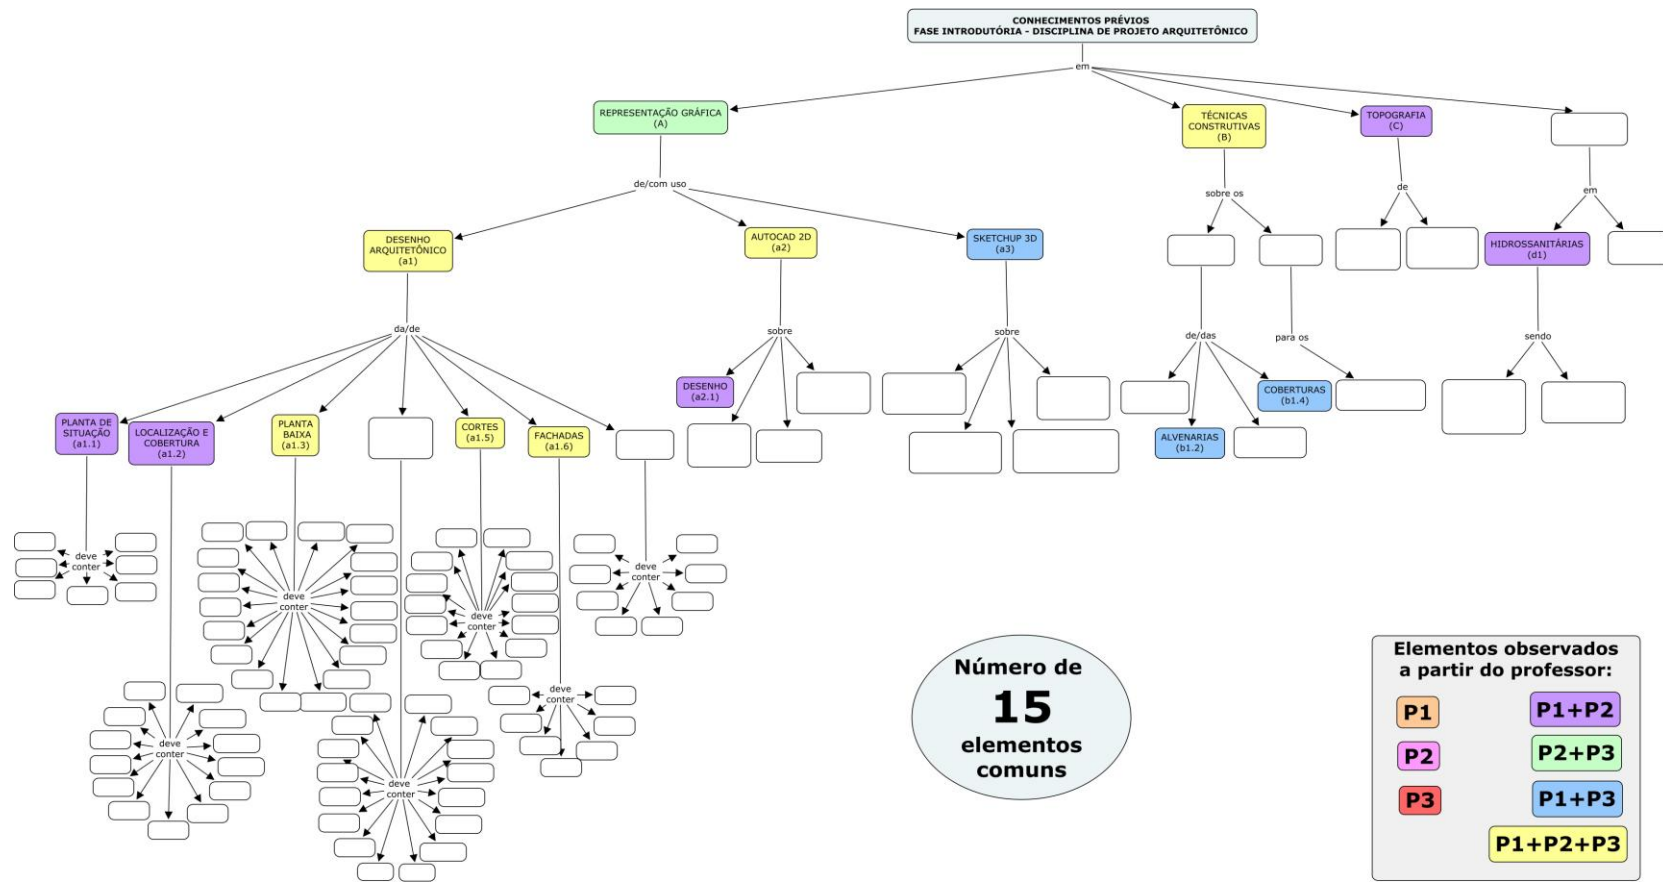 CONHECIMENTOS PRÉVIOS
FASE INTRODUTÓRIA - DISCIPLINA DE PROJETO ARQUITETÔNICO
em
REPRESENTAÇÃO GRÁFICA
(A)
TÉCNICAS
CONSTRUTIVAS
(B)
TOPOGRAFIA
(C)
de/com uso
sobre os
de
em
DESENHO
ARQUITETÔNICO
(a1)
AUTOCAD 2D
(a2)
SKETCHUP 3D
(a3)
HIDROSSANITÁRIAS
(d1)
da/de
sobre
sobre
de/das
para os
sendo
DESENHO
(a2.1)
COBERTURAS
(b1.4)
PLANTA DE
SITUAÇÃO
(a1.1)
LOCALIZAÇÃO E
COBERTURA
(a1.2)
PLANTA
BAIXA
(a1.3)
CORTES
(a1.5)
FACHADAS
(a1.6)
ALVENARIAS
(b1.2)
deve
conter
deve
conter
deve
conter
deve
conter
deve
conter
deve
conter
deve
conter
Número de
15
elementos
comuns
Elementos observados
a partir do professor:
P1
P1+P2
P2
P2+P3
P3
P1+P3
P1+P2+P3